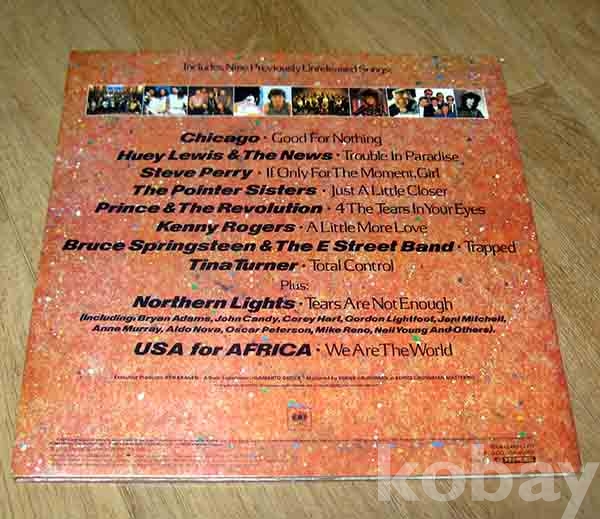 Includes Nine Previously Unreleased Songs:
Chicago · Good For Nothing
Huey Lewis & The News · Trouble In Paradise
Steve Perry · If Only For The Moment, Girl
The Pointer Sisters · Just A Little Closer
Prince & The Revolution · 4 The Tears In Your Eyes
Kenny Rogers · A Little More Love
Bruce Springsteen & The E Street Band · Trapped
Tina Turner · Total Control
Plus:
Northern Lights · Tears Are Not Enough
(Including: Bryan Adams, John Candy, Corey Hart, Gordon Lightfoot, Joni Mitchell,
Anne Murray, Aldo Nova, Oscar Peterson, Mike Reno, Neil Young And Others).
USA for AFRICA · We Are The World
Executive Producer: KEN KRAGEN
kobay